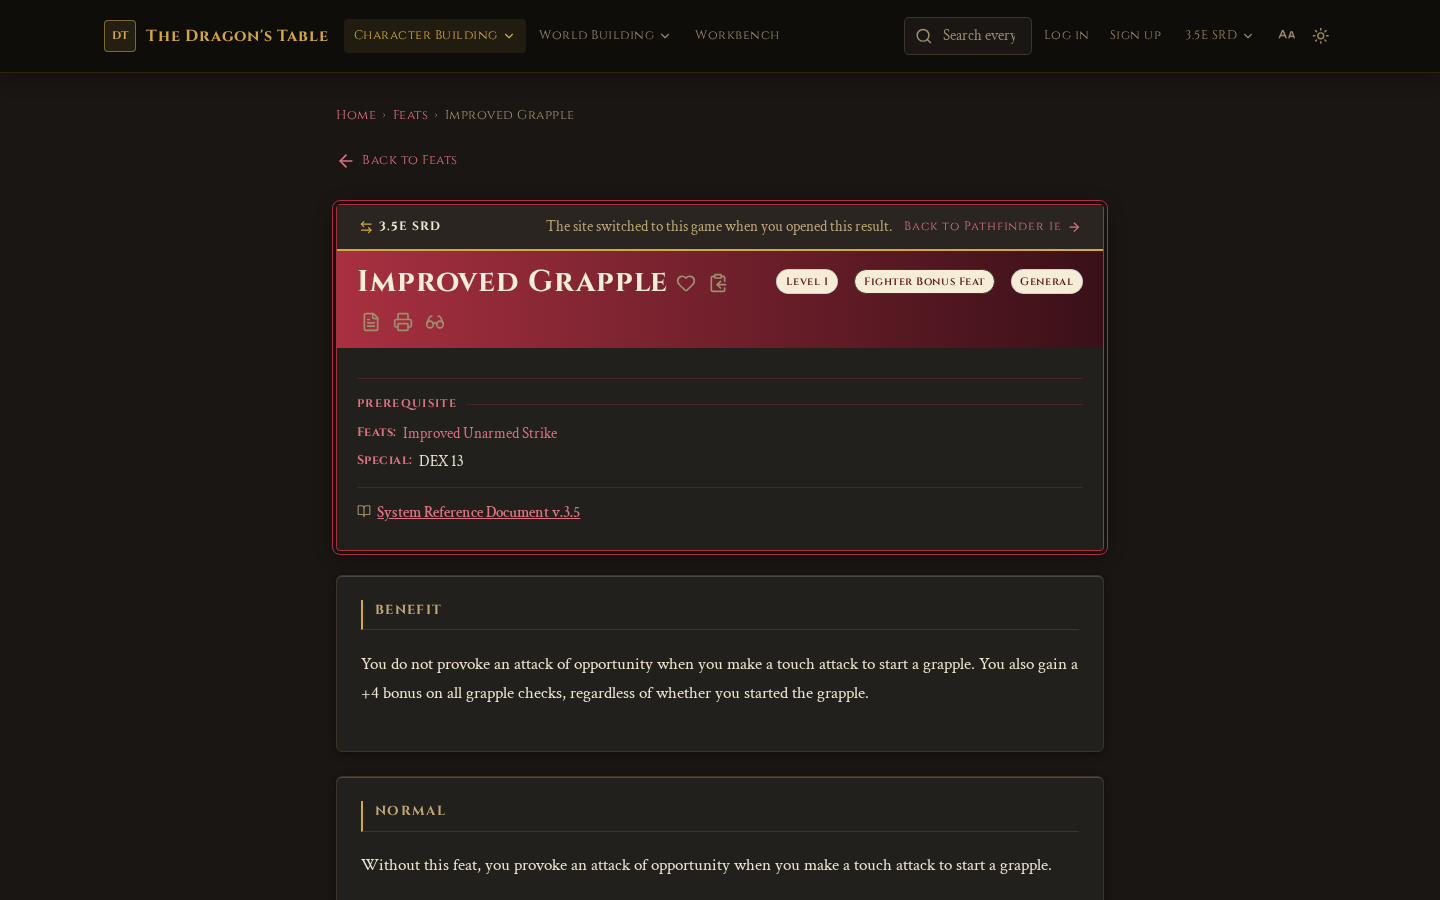 DT The Dragon's Table Character Building World Building Workbench Search every Log in Sign up 3.5E SRD AA
Home › Feats › Improved Grapple
Back to Feats
3.5E SRD The site switched to this game when you opened this result. Back to Pathfinder 1e
Improved Grapple Level 1 Fighter Bonus Feat General
Prerequisite
Feats: Improved Unarmed Strike
Special: DEX 13
System Reference Document v.3.5
Benefit
You do not provoke an attack of opportunity when you make a touch attack to start a grapple. You also gain a
+4 bonus on all grapple checks, regardless of whether you started the grapple.
Normal
Without this feat, you provoke an attack of opportunity when you make a touch attack to start a grapple.